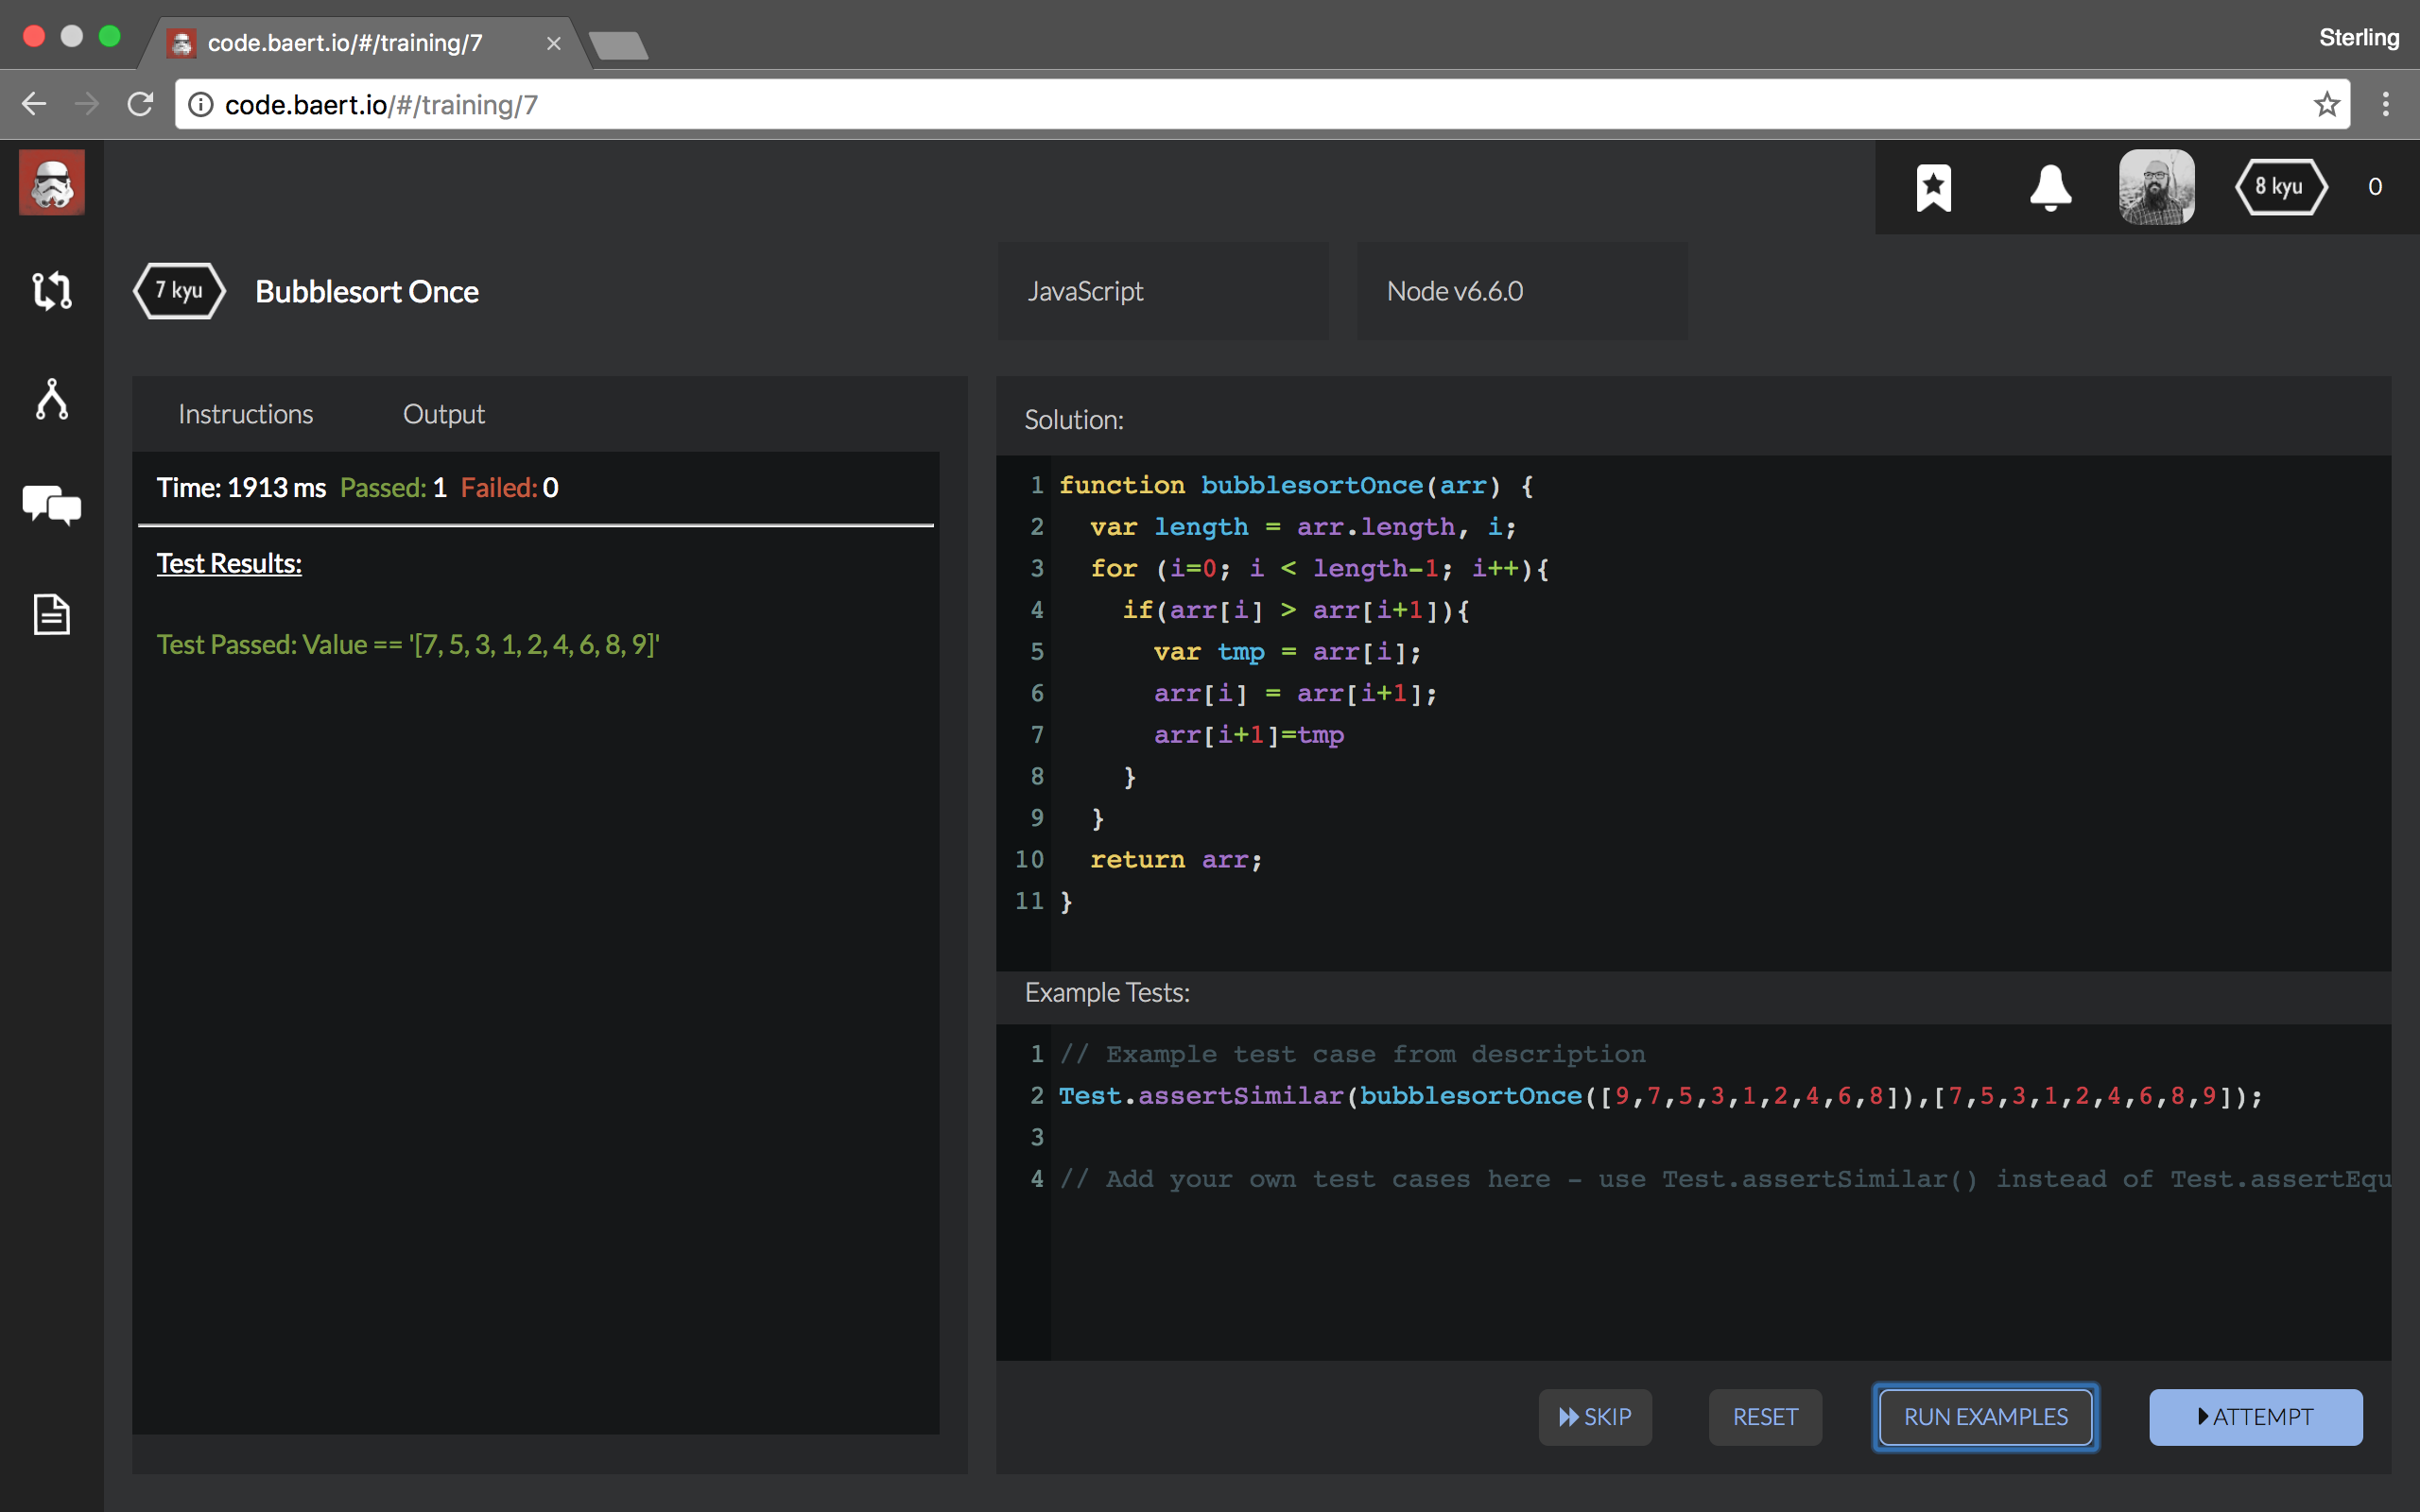 code.baert.io/#/training/7
Sterling
code.baert.io/#/training/7
8 kyu
0
7 kyu
Bubblesort Once
JavaScript
Node v6.6.0
Instructions
Output
Time: 1913 ms Passed: 1 Failed: 0
Test Results:
Test Passed: Value == '[7, 5, 3, 1, 2, 4, 6, 8, 9]'
Solution:
1 function bubblesortOnce(arr) {
2   var length = arr.length, i;
3   for (i=0; i < length-1; i++){
4     if(arr[i] > arr[i+1]){
5       var tmp = arr[i];
6       arr[i] = arr[i+1];
7       arr[i+1]=tmp
8     }
9   }
10   return arr;
11 }
Example Tests:
1 // Example test case from description
2 Test.assertSimilar(bubblesortOnce([9,7,5,3,1,2,4,6,8]),[7,5,3,1,2,4,6,8,9]);
3
4 // Add your own test cases here - use Test.assertSimilar() instead of Test.assertEqu
SKIP
RESET
RUN EXAMPLES
ATTEMPT